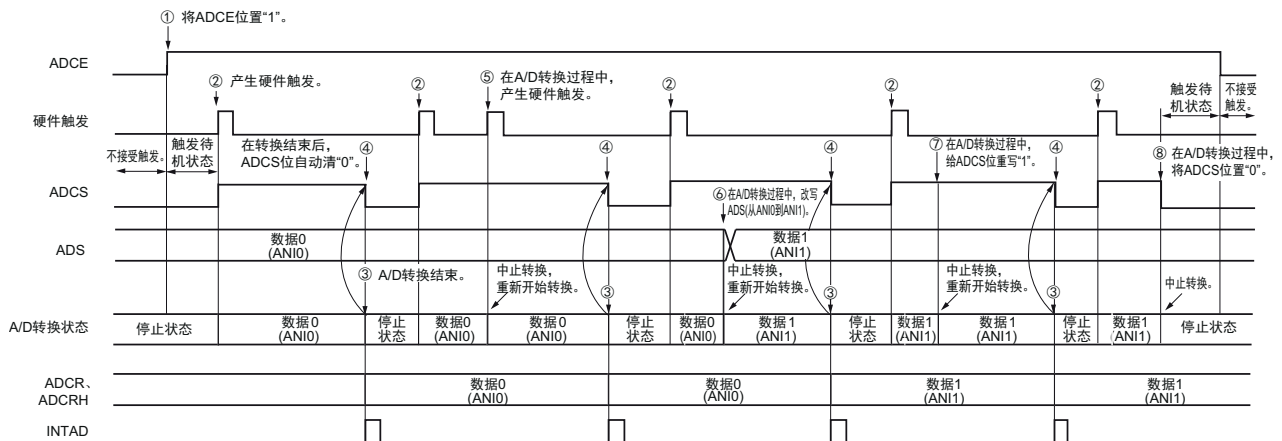 ① 将ADCE位置“1”。
ADCE
② 产生硬件触发。
②
⑤ 在A/D转换过程中，
产生硬件触发。
②
②
②
触发待
机状态
不接受
触发。
硬件触发
不接受触发。
触发待
机状态
在转换结束后，
ADCS位自动清“0”。
④
④
④
⑦ 在A/D转换过程中，
给ADCS位重写“1”。
④
⑧ 在A/D转换过程中，
将ADCS位置“0”。
ADCS
⑥ 在A/D转换过程中，改写
ADS(从ANI0到ANI1)。
ADS
数据0
(ANI0)
数据1
(ANI1)
③ A/D转换结束。
中止转换，
重新开始转换。
③
中止转换，
重新开始转换。
③
中止转换，
重新开始转换。
③
中止转换。
A/D转换状态
停止状态
数据0
(ANI0)
停止
状态
数据0
(ANI0)
数据0
(ANI0)
停止
状态
数据0
(ANI0)
数据1
(ANI1)
停止
状态
数据1
(ANI1)
数据1
(ANI1)
停止
状态
数据1
(ANI1)
停止状态
ADCR、
ADCRH
数据0
(ANI0)
数据0
(ANI0)
数据1
(ANI1)
数据1
(ANI1)
INTAD